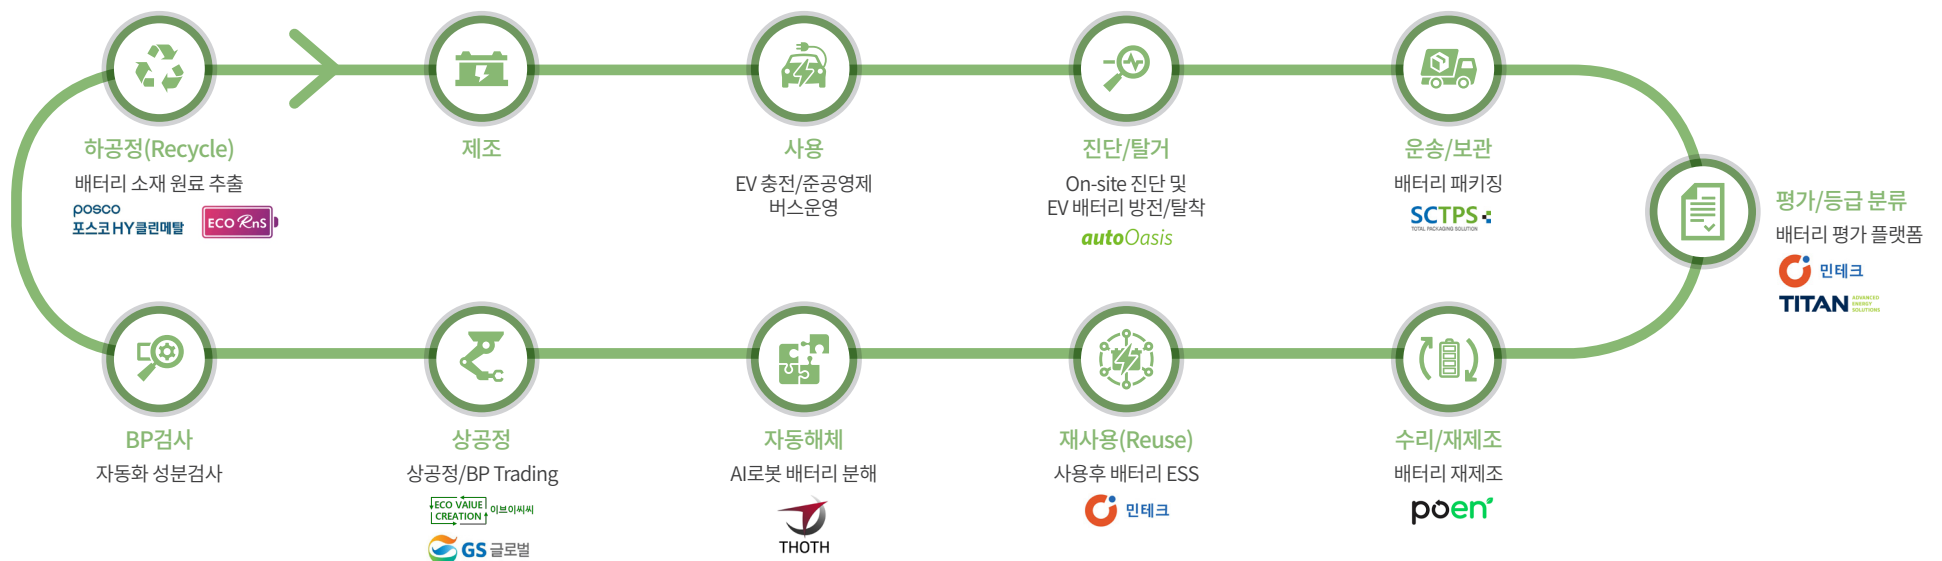 하공정(Recycle)
배터리 소재 원료 추출
posco
포스코 HY클린메탈
ECO RnS
제조
사용
EV 충전/준공영제
버스운영
진단/탈거
On-site 진단 및
EV 배터리 방전/탈착
autoOasis
운송/보관
배터리 패키징
SCTPS
TOTAL PACKAGING SOLUTION
평가/등급 분류
배터리 평가 플랫폼
민테크
TITAN ADVANCED
ENERGY
SOLUTIONS
BP검사
자동화 성분검사
상공정
상공정/BP Trading
ECO VAIUE
CREATION
이브이씨씨
GS 글로벌
자동해체
AI로봇 배터리 분해
THOTH
재사용(Reuse)
사용후 배터리 ESS
민테크
수리/재제조
배터리 재제조
poen